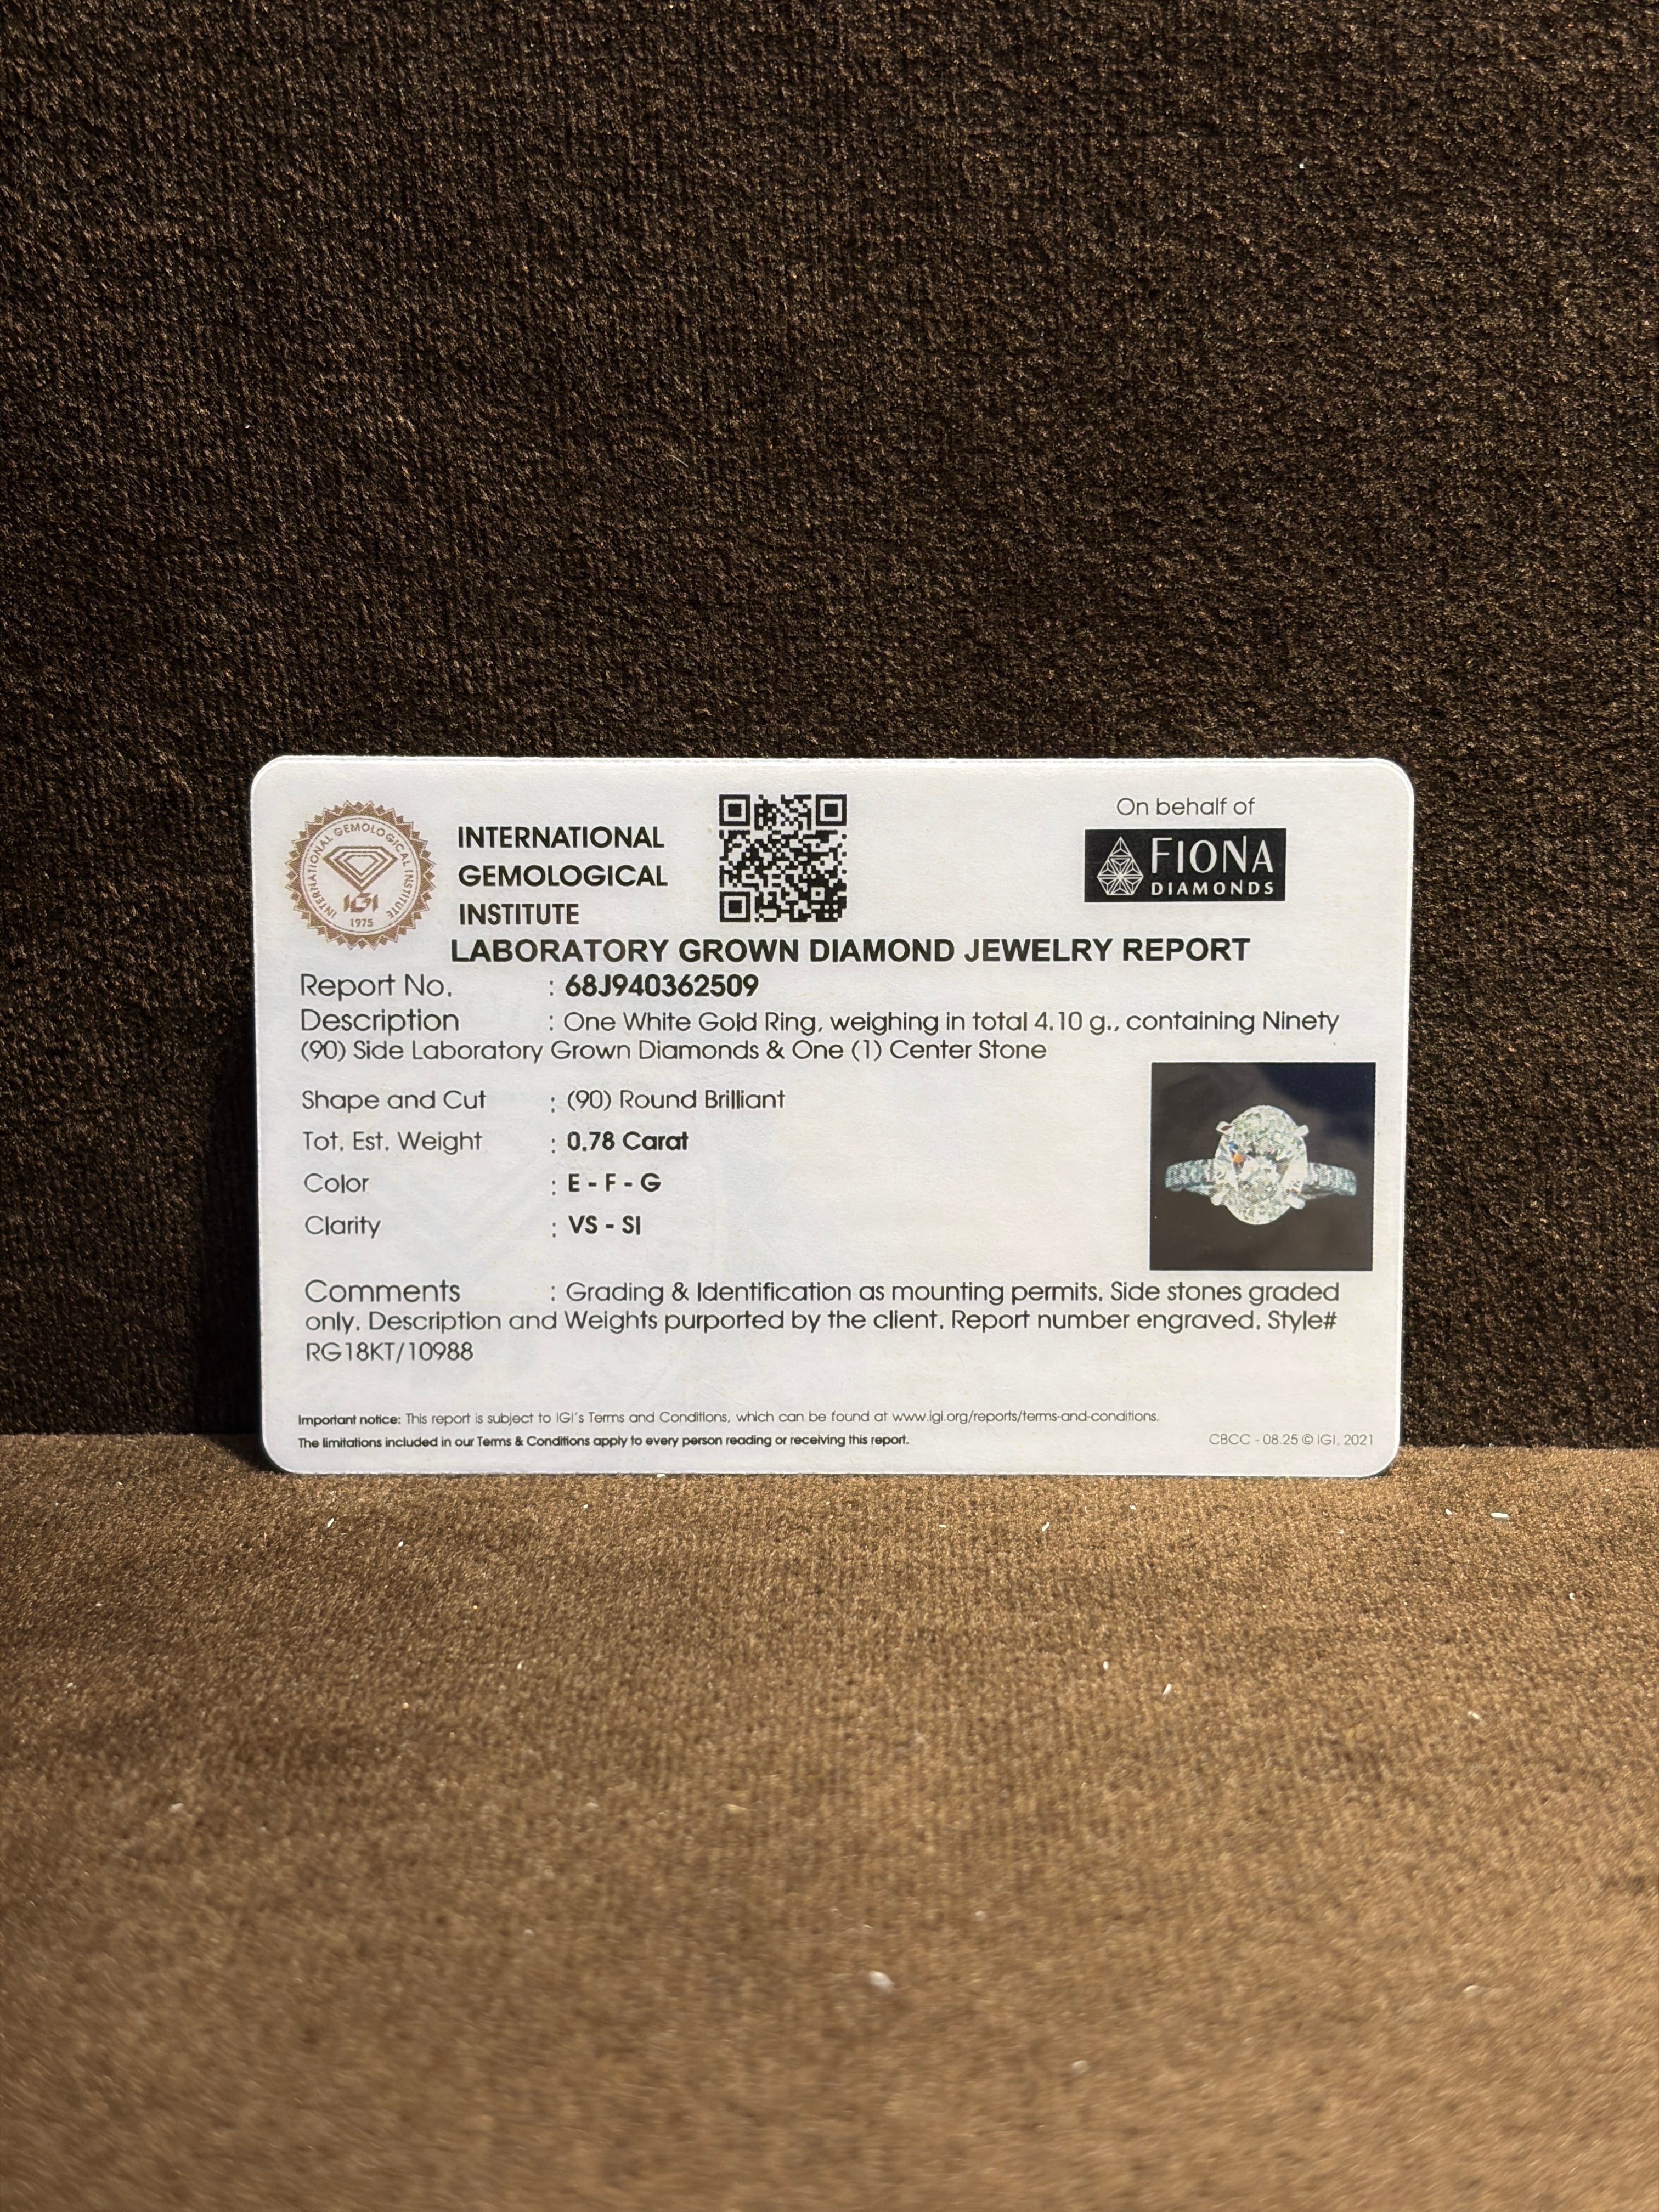 INTERNATIONAL
GEMOLOGICAL
INSTITUTE
INTERNATIONAL GEMOLOGICAL INSTITUTE
IGI
1975
On behalf of
FIONA
DIAMONDS
LABORATORY GROWN DIAMOND JEWELRY REPORT
Report No. : 68J940362509
Description : One White Gold Ring, weighing in total 4.10 g., containing Ninety
(90) Side Laboratory Grown Diamonds & One (1) Center Stone
Shape and Cut : (90) Round Brilliant
Tot. Est. Weight : 0.78 Carat
Color : E - F - G
Clarity : VS - SI
Comments : Grading & Identification as mounting permits. Side stones graded
only. Description and Weights purported by the client. Report number engraved. Style#
RG18KT/10988
Important notice: This report is subject to IGI's Terms and Conditions, which can be found at www.igi.org/reports/terms-and-conditions.
The limitations included in our Terms & Conditions apply to every person reading or receiving this report.
CBCC - 08.25 © IGI, 2021